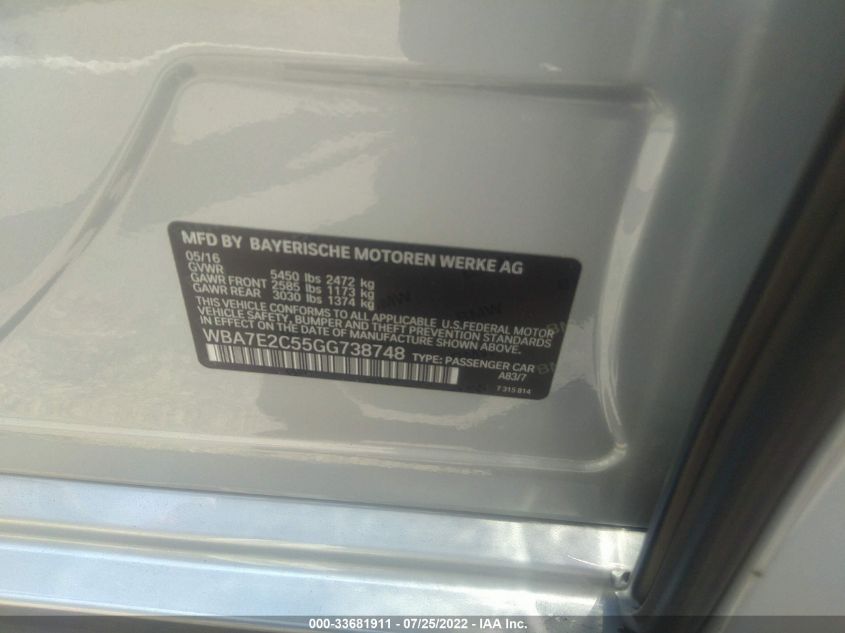 MFD BY BAYERISCHE MOTOREN WERKE AG
05/16
GVWR 5450 lbs 2472 kg
GAWR FRONT 2585 lbs 1173 kg
GAWR REAR 3030 lbs 1374 kg
THIS VEHICLE CONFORMS TO ALL APPLICABLE U.S.FEDERAL MOTOR
VEHICLE SAFETY, BUMPER AND THEFT PREVENTION STANDARDS
IN EFFECT ON THE DATE OF MANUFACTURE SHOWN ABOVE.
WBA7E2C55GG738748 TYPE: PASSENGER CAR
A83/7
7 315 814
000-33681911 - 07/25/2022 - IAA Inc.